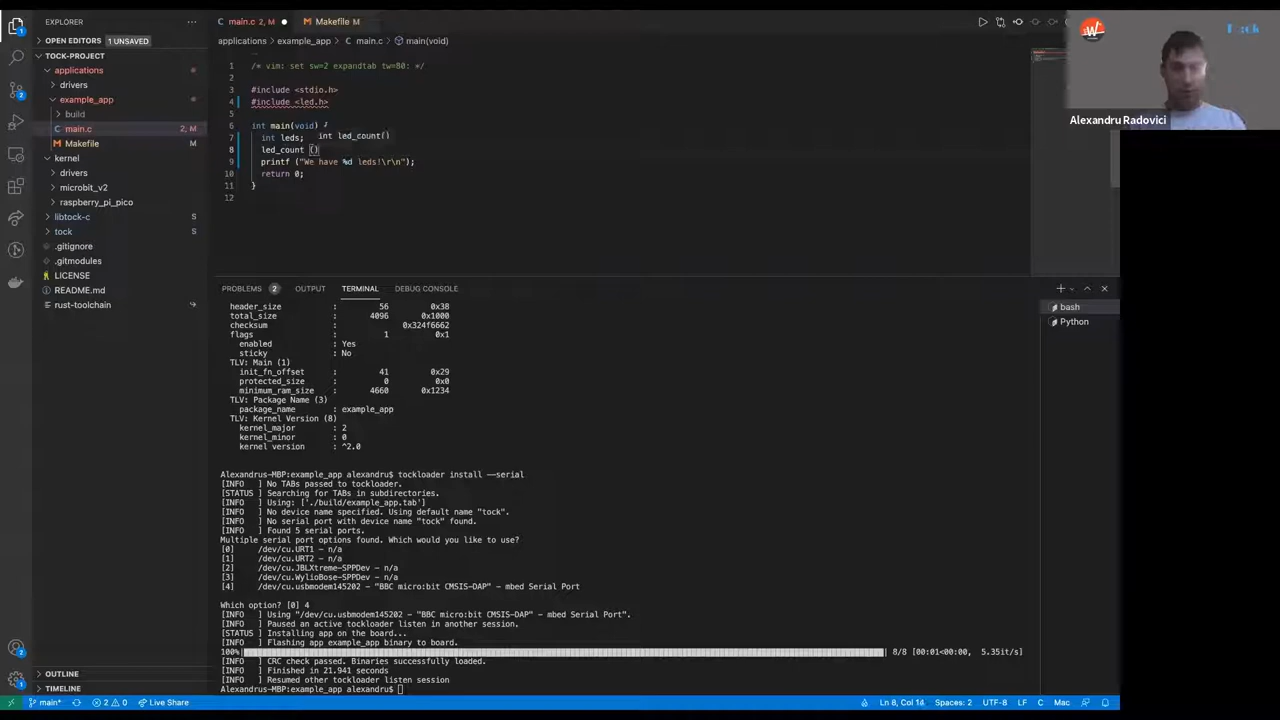 EXPLORER
OPEN EDITORS 1 UNSAVED
TOCK-PROJECT
applications
drivers
example_app
build
C main.c 2, M
Makefile M
kernel
drivers
microbit_v2
raspberry_pi_pico
libtock-c S
tock S
.gitignore
.gitmodules
LICENSE
README.md
rust-toolchain
OUTLINE
TIMELINE
main.c 2, M
Makefile M
applications > example_app > C main.c > main(void)
1 /* vim: set sw=2 expandtab tw=80: */
2
3 #include <stdio.h>
4 #include <led.h>
5
6 int main(void) {
7 int leds; int led_count()
8 led_count ()
9 printf ("We have %d leds!\r\n");
10 return 0;
11 }
12
PROBLEMS 2 OUTPUT TERMINAL DEBUG CONSOLE
bash
Python
header_size : 56 0x38
total_size : 4096 0x1000
checksum : 0x324f6662
flags : 1 0x1
enabled : Yes
sticky : No
TLV: Main (1)
init_fn_offset : 41 0x29
protected_size : 0 0x0
minimum_ram_size : 4660 0x1234
TLV: Package Name (3)
package_name : example_app
TLV: Kernel Version (8)
kernel_major : 2
kernel_minor : 0
kernel version : ^2.0
Alexandrus-MBP:example_app alexandru$ tockloader install --serial
[INFO ] No TABs passed to tockloader.
[STATUS ] Searching for TABs in subdirectories.
[INFO ] Using: ['./build/example_app.tab']
[INFO ] No device name specified. Using default name "tock".
[INFO ] No serial port with device name "tock" found.
[INFO ] Found 5 serial ports.
Multiple serial port options found. Which would you like to use?
[0] /dev/cu.URT1 - n/a
[1] /dev/cu.URT2 - n/a
[2] /dev/cu.JBLXtreme-SPPDev - n/a
[3] /dev/cu.WylioBose-SPPDev - n/a
[4] /dev/cu.usbmodem145202 - "BBC micro:bit CMSIS-DAP" - mbed Serial Port
Which option? [0] 4
[INFO ] Using "/dev/cu.usbmodem145202 - "BBC micro:bit CMSIS-DAP" - mbed Serial Port".
[INFO ] Paused an active tockloader listen in another session.
[STATUS ] Installing app on the board...
[INFO ] Flashing app example_app binary to board.
100%| | 8/8 [00:01<00:00, 5.35it/s]
[INFO ] CRC check passed. Binaries successfully loaded.
[INFO ] Finished in 21.941 seconds
[INFO ] Resumed other tockloader listen session
Alexandrus-MBP:example_app alexandru$
main* 2 0 Live Share Ln 8, Col 14 Spaces: 2 UTF-8 LF C Mac
Alexandru Radovici